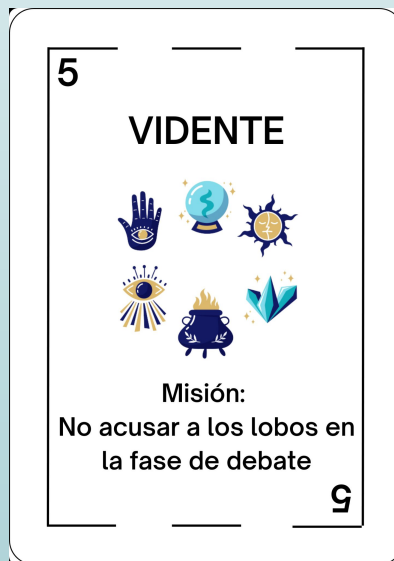 5
VIDENTE
Misión:
No acusar a los lobos en
la fase de debate
5